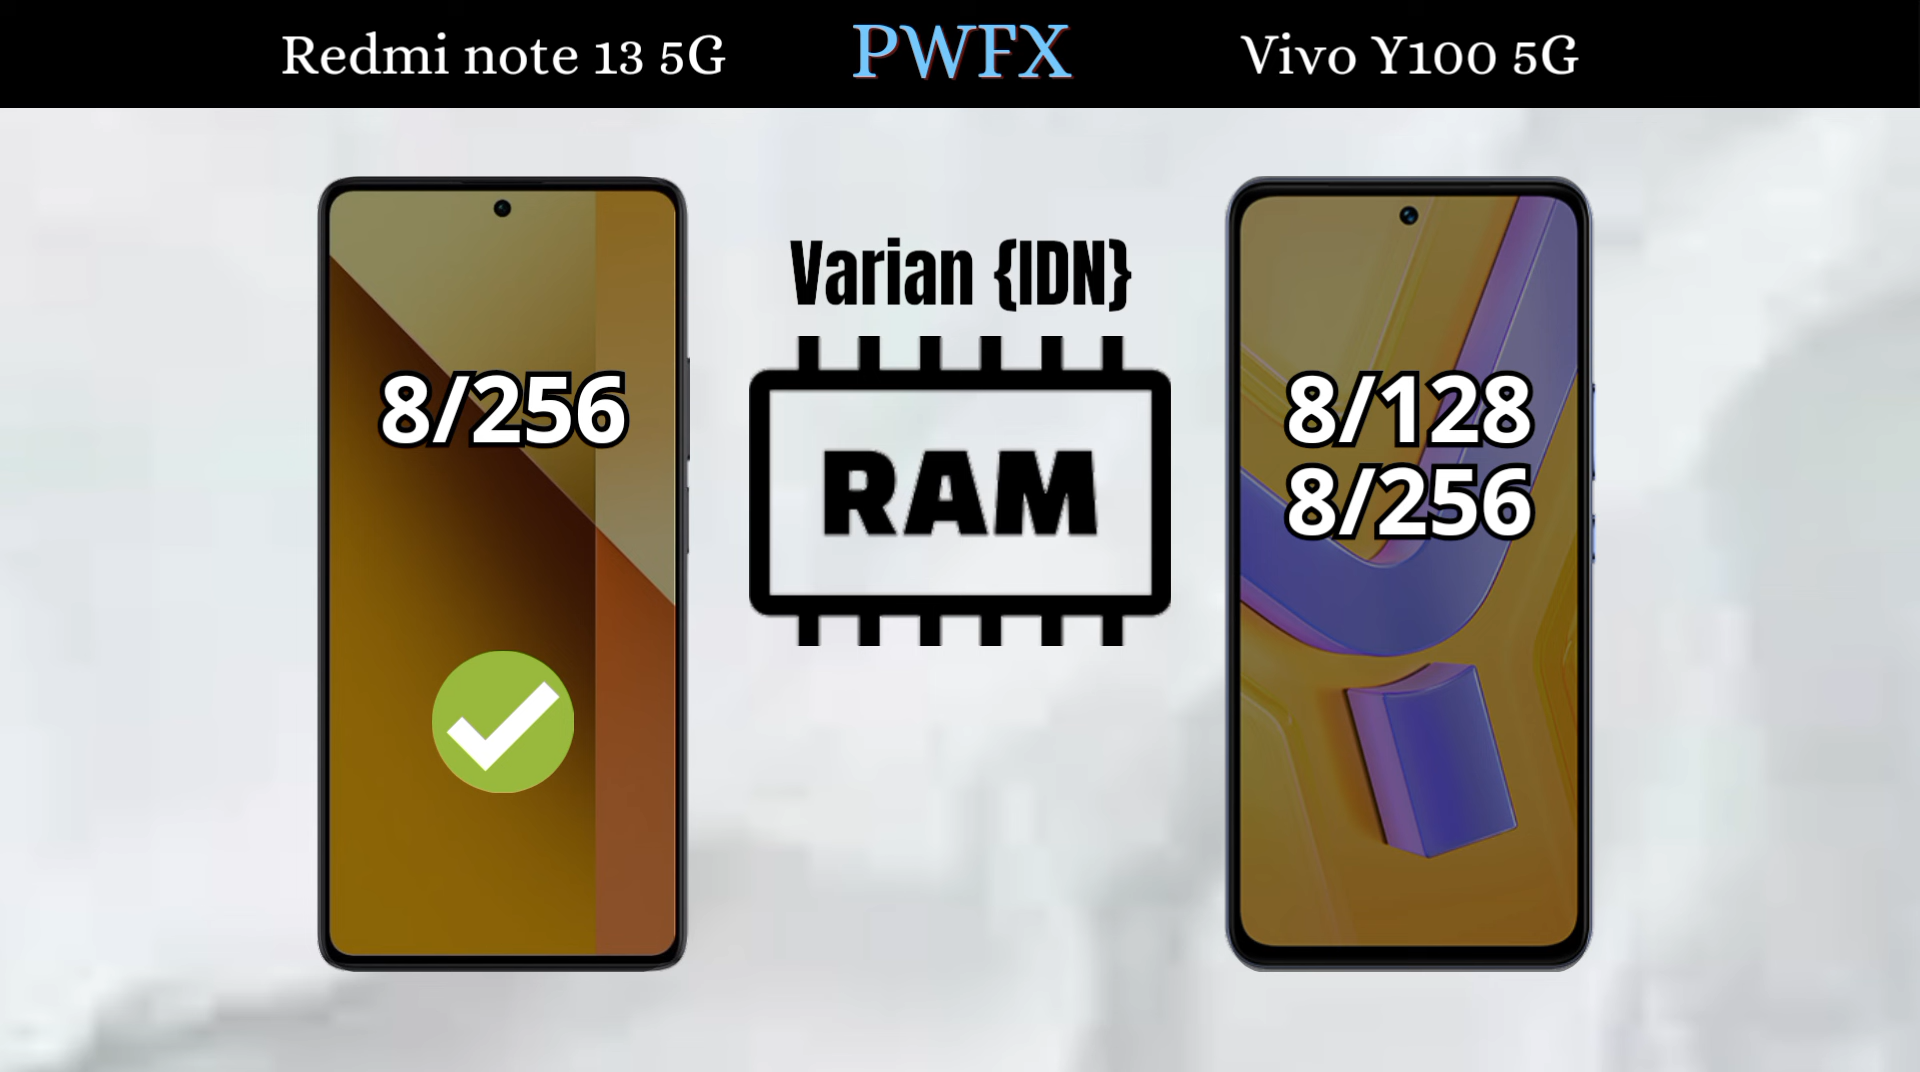 Redmi note 13 5G
PWFX
Vivo Y100 5G
Varian {IDN}
RAM
8/256
8/128
8/256